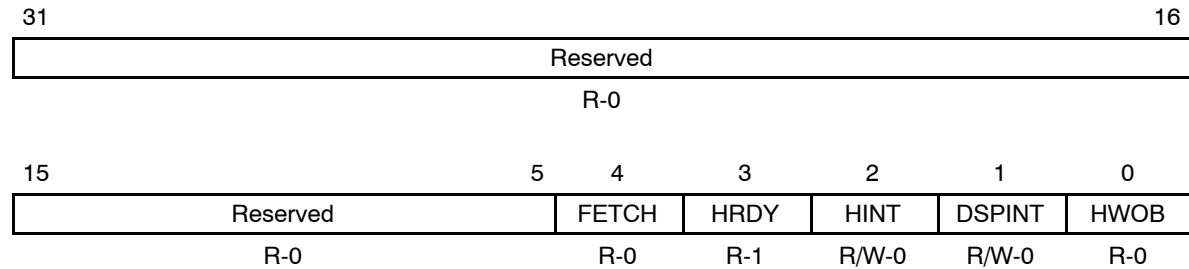 31 16
Reserved
R-0
15 5 4 3 2 1 0
Reserved FETCH HRDY HINT DSPINT HWOB
R-0 R-0 R-1 R/W-0 R/W-0 R-0